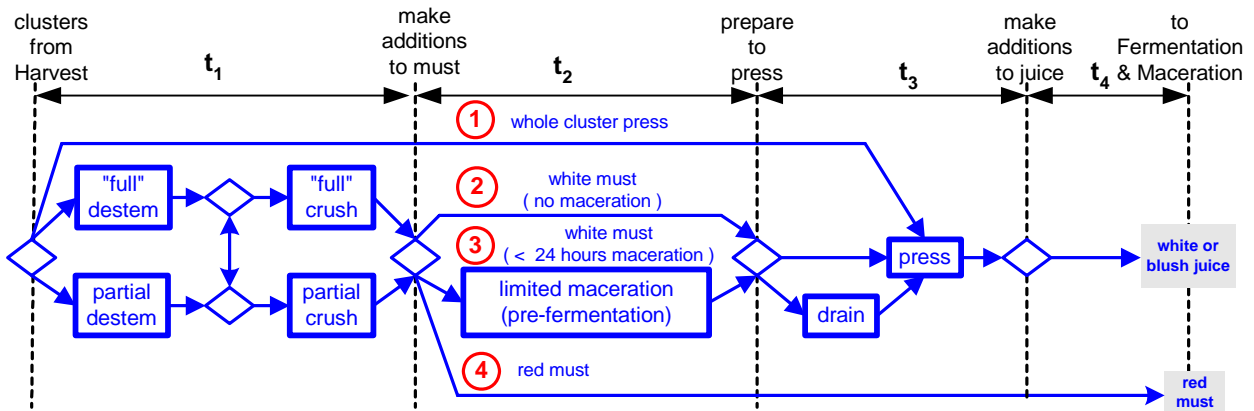 clusters
from
Harvest
make
additions
to must
prepare
to
press
make
additions
to juice
to
Fermentation
& Maceration
t1
t2
t3
t4
1
whole cluster press
"full"
destem
"full"
crush
2
white must
( no maceration )
3
white must
( < 24 hours maceration )
partial
destem
partial
crush
limited maceration
(pre-fermentation)
press
drain
white or
blush juice
4
red must
red
must